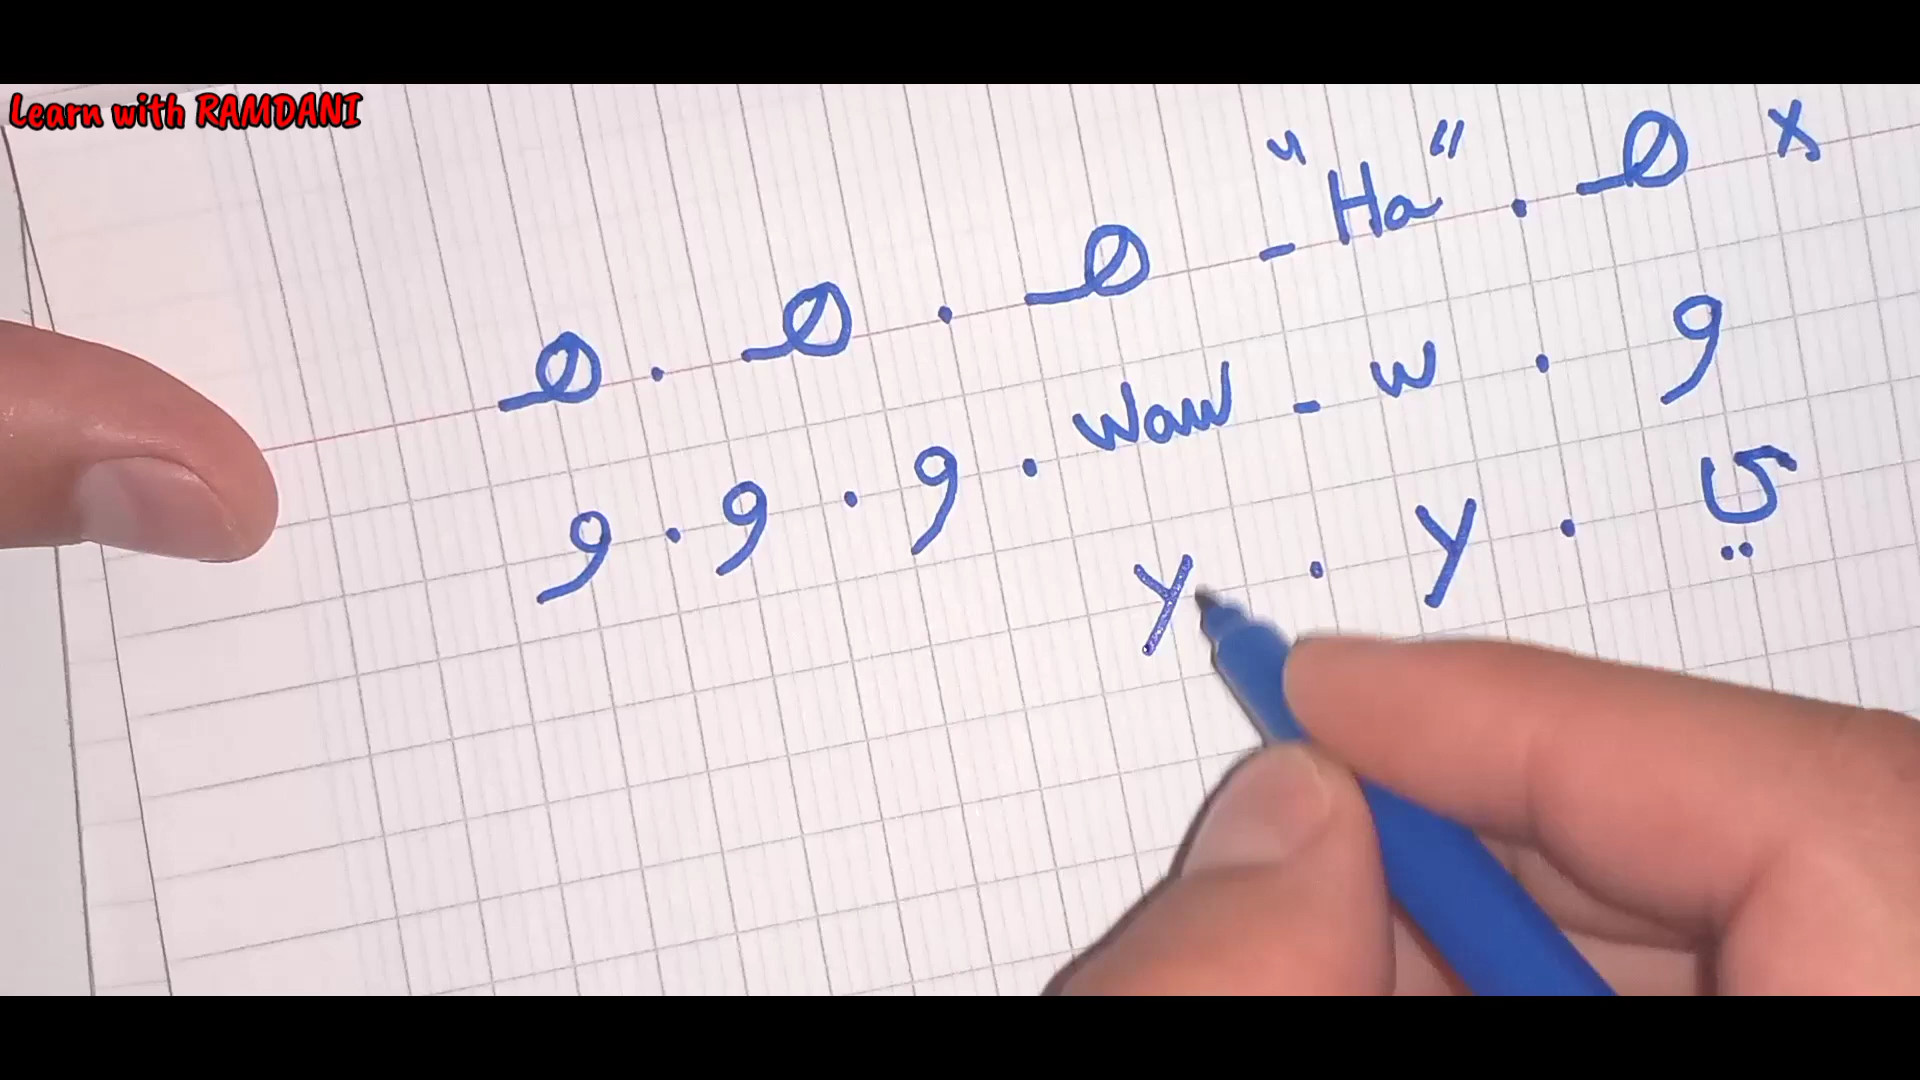 Learn with RAMDANI
x ه . "Ha" - ه . ه . ه
و . w - waw . و . و . و
ي . y . y